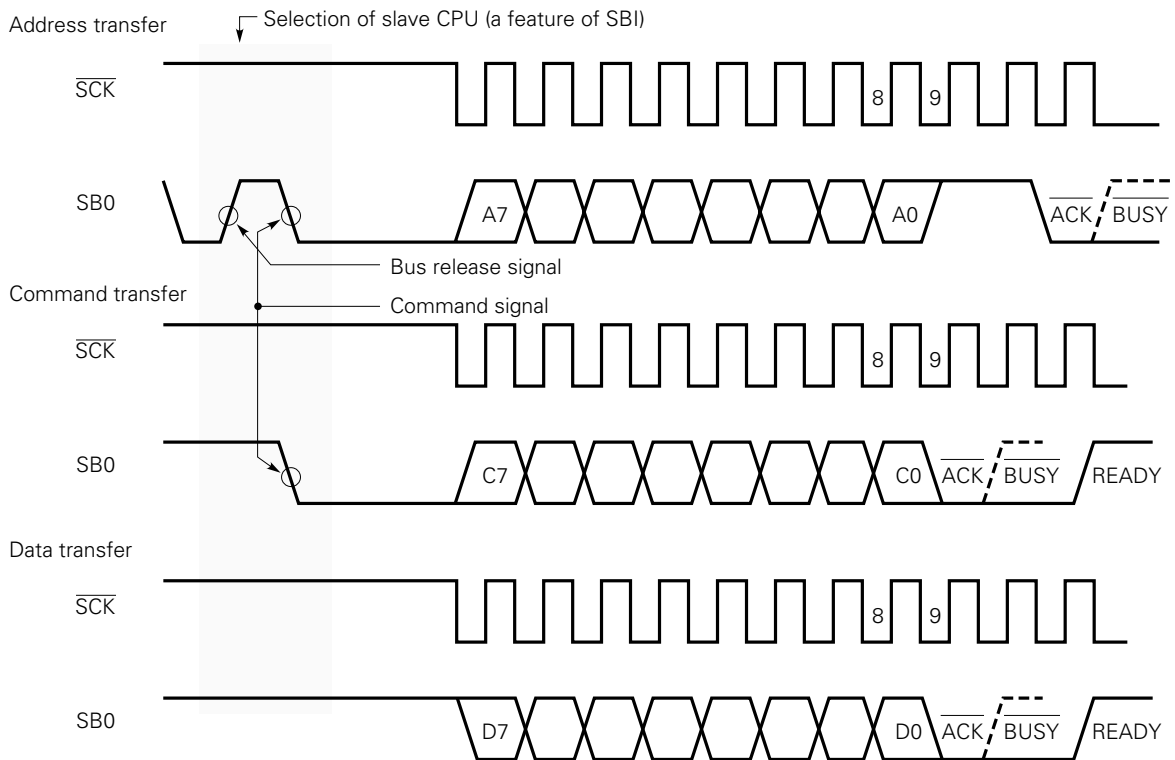 Address transfer
Selection of slave CPU (a feature of SBI)
SCK
8 9
SB0
A7 A0 ACK BUSY
Bus release signal
Command transfer
Command signal
SCK
8 9
SB0
C7 C0 ACK BUSY READY
Data transfer
SCK
8 9
SB0
D7 D0 ACK BUSY READY